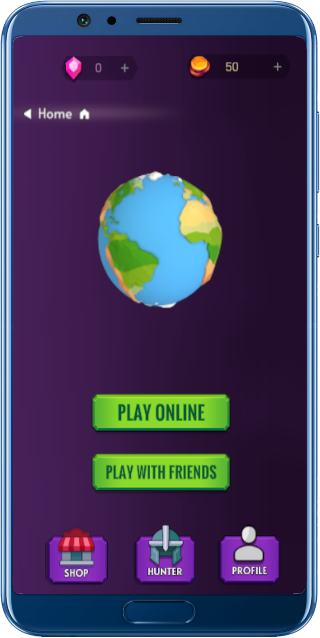 0 +
50 +
Home
PLAY ONLINE
PLAY WITH FRIENDS
SHOP
HUNTER
PROFILE